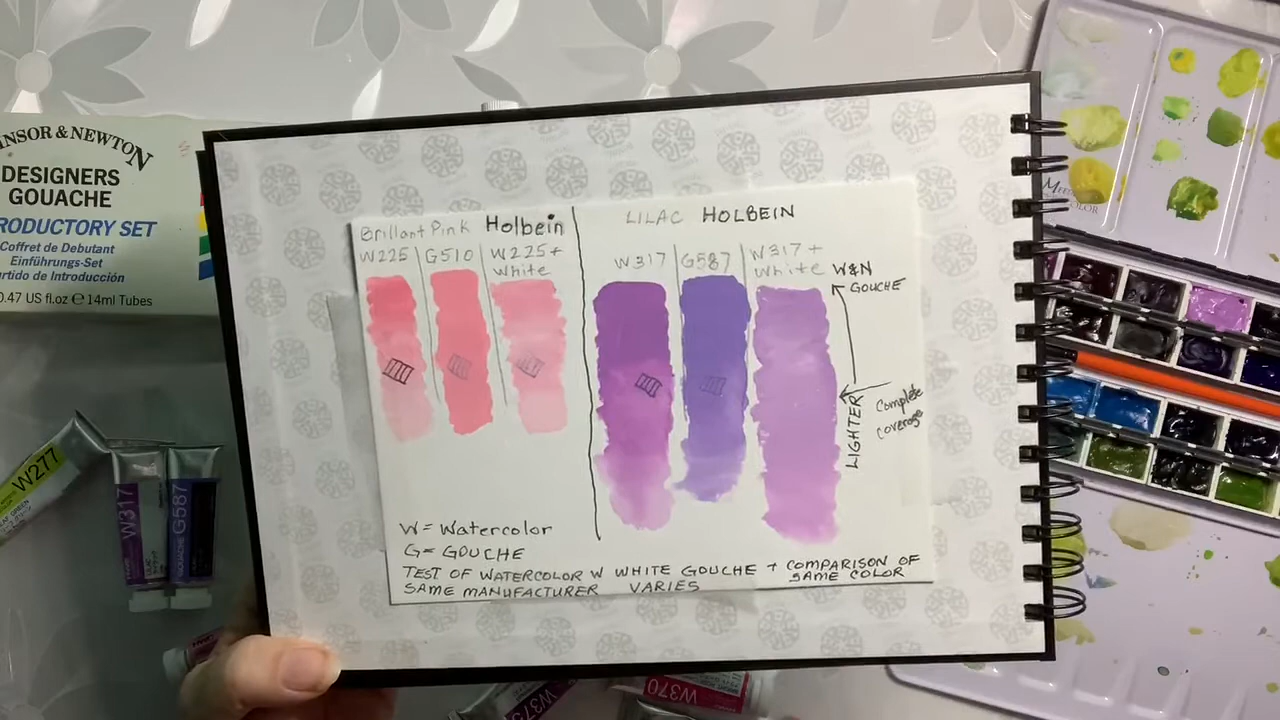 INSOR & NEWTON
DESIGNERS
GOUACHE
RODUCTORY SET
Coffret de Debutant
Einführungs-Set
rtido de Introducción
0.47 US fl.oz ℮ 14ml Tubes
W277
W317
G587
W373
W370
Brillant Pink Holbein
W225 G510 W225+
White
LILAC HOLBEIN
W317 G587 W317+
White
W&N
GOUCHE
LIGHTER
Complete
coverage
W= Watercolor
G= GOUCHE
TEST OF WATERCOLOR W WHITE GOUCHE + COMPARISON OF
SAME COLOR
SAME MANUFACTURER VARIES